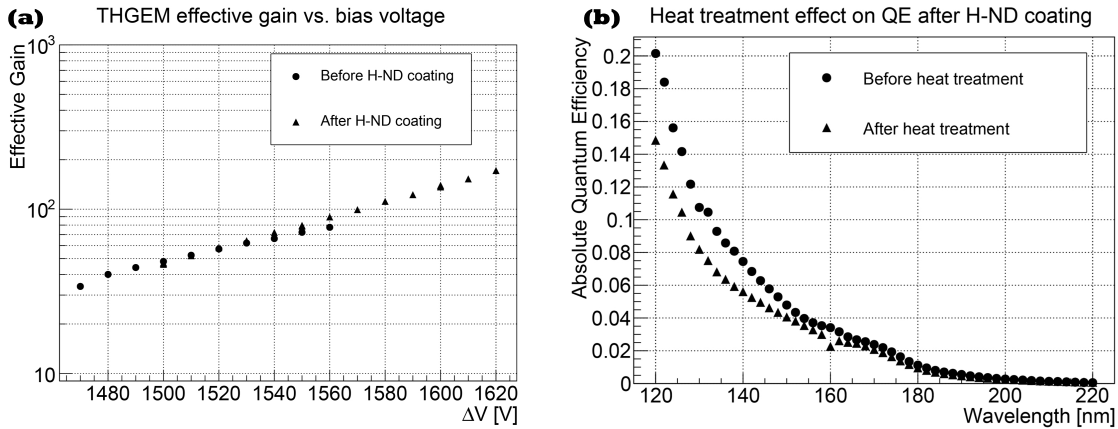 (a)
THGEM effective gain vs. bias voltage
Effective Gain
10³
10²
10
Before H-ND coating
After H-ND coating
1480 1500 1520 1540 1560 1580 1600 1620
ΔV [V]
(b)
Heat treatment effect on QE after H-ND coating
Absolute Quantum Efficiency
0.2
0.18
0.16
0.14
0.12
0.1
0.08
0.06
0.04
0.02
0
Before heat treatment
After heat treatment
120 140 160 180 200 220
Wavelength [nm]